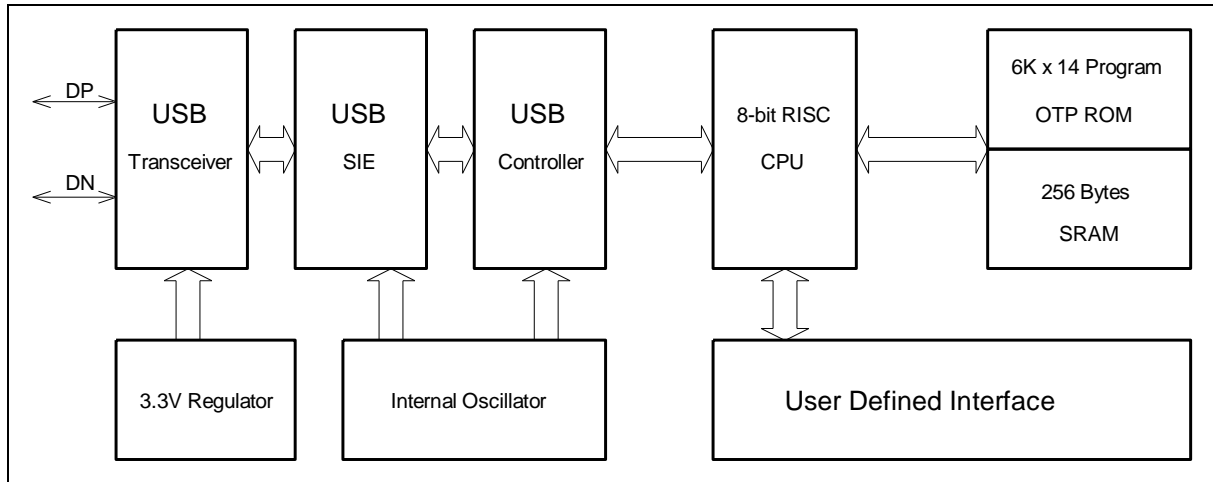 DP
DN
USB
Transceiver
USB
SIE
USB
Controller
8-bit RISC
CPU
6K x 14 Program
OTP ROM
256 Bytes
SRAM
3.3V Regulator
Internal Oscillator
User Defined Interface